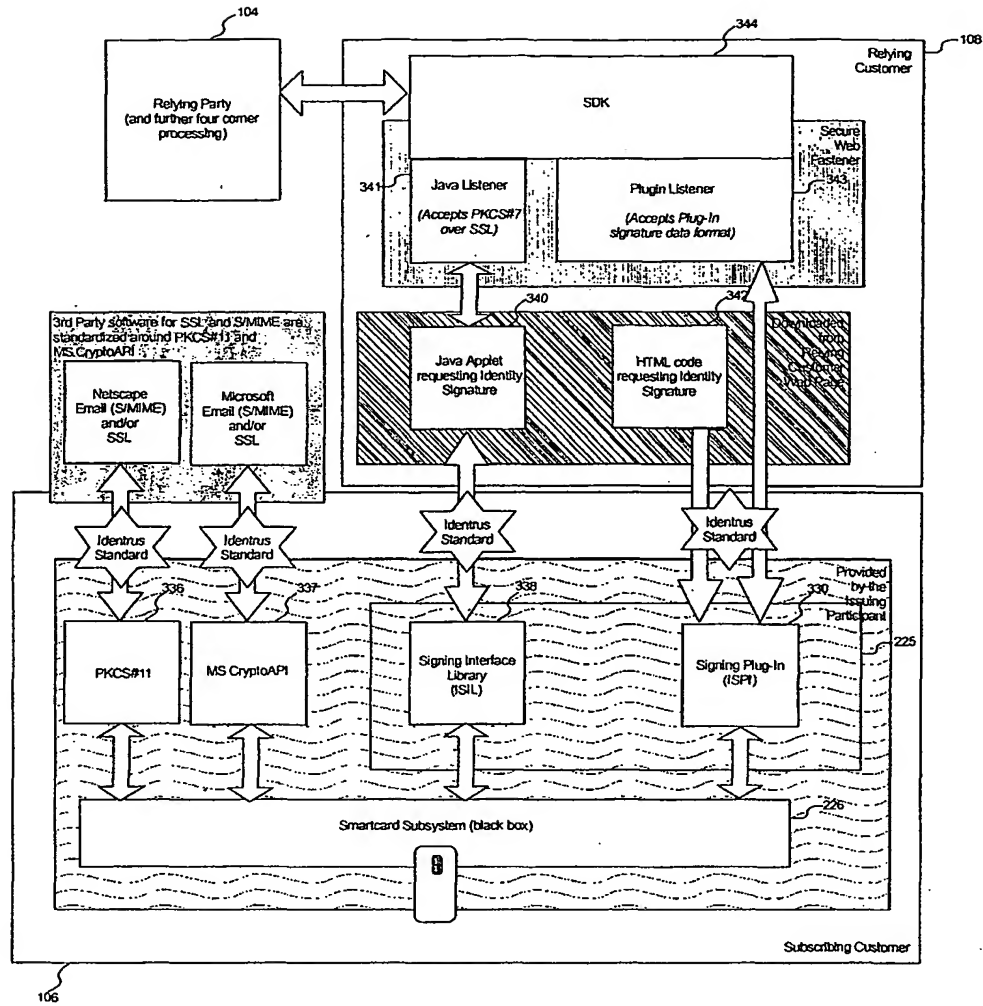 104
344
108
Relying
Customer
Relying Party
(and further four corner
processing)
SDK
Secure
Web
Fastener
341
Java Listener
(Accepts PKCS#7
over SSL)
Plugin Listener
(Accepts Plug-In
signature data format)
343
340
342
3rd Party software for SSL and S/MIME are
standardized around PKCS#11 and
MS CryptoAPI
Netscape
Email (S/MIME)
and/or
SSL
Microsoft
Email (S/MIME)
and/or
SSL
Java Applet
requesting Identity
Signature
HTML code
requesting Identity
Signature
Downloaded
from
Relying
Customer
Web Page
Identrus
Standard
Identrus
Standard
Identrus
Standard
Identrus
Standard
Provided
by the
Issuing
Participant
336
337
338
330
225
PKCS#11
MS CryptoAPI
Signing Interface
Library
(ISIL)
Signing Plug-In
(ISPI)
Smartcard Subsystem (black box)
226
Subscribing Customer
106